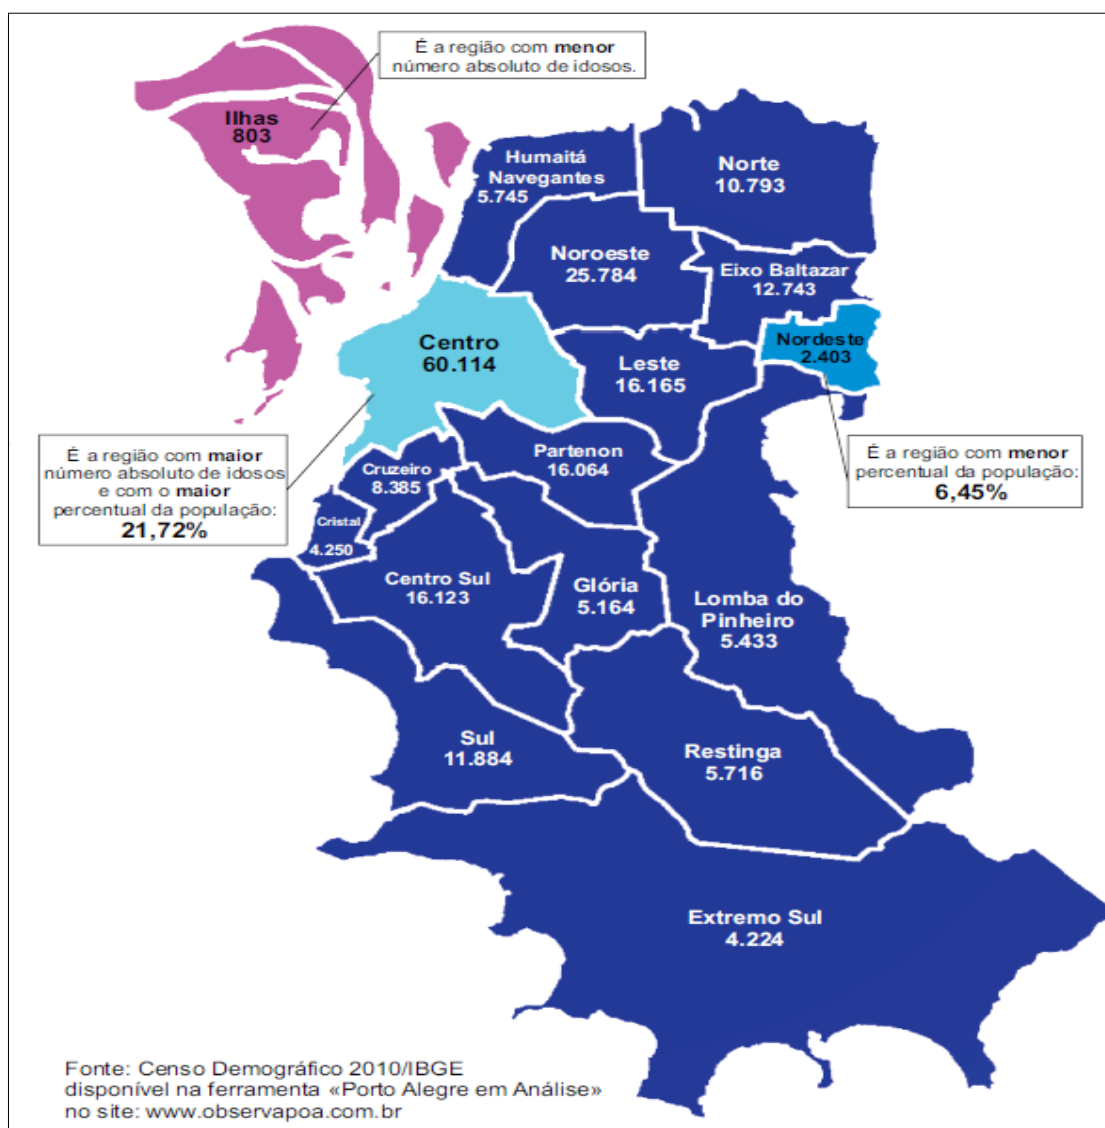 É a região com menor
número absoluto de idosos.
Ilhas
803
Humaitá
Navegantes
5.745
Norte
10.793
Noroeste
25.784
Eixo Baltazar
12.743
Centro
60.114
Nordeste
2.403
Leste
16.165
É a região com maior
número absoluto de idosos
e com o maior
percentual da população:
21,72%
Partenon
16.064
É a região com menor
percentual da população:
6,45%
Cruzeiro
8.385
Cristal
4.250
Centro Sul
16.123
Glória
5.164
Lomba do
Pinheiro
5.433
Sul
11.884
Restinga
5.716
Extremo Sul
4.224
Fonte: Censo Demográfico 2010/IBGE
disponível na ferramenta «Porto Alegre em Análise»
no site: www.observapoa.com.br